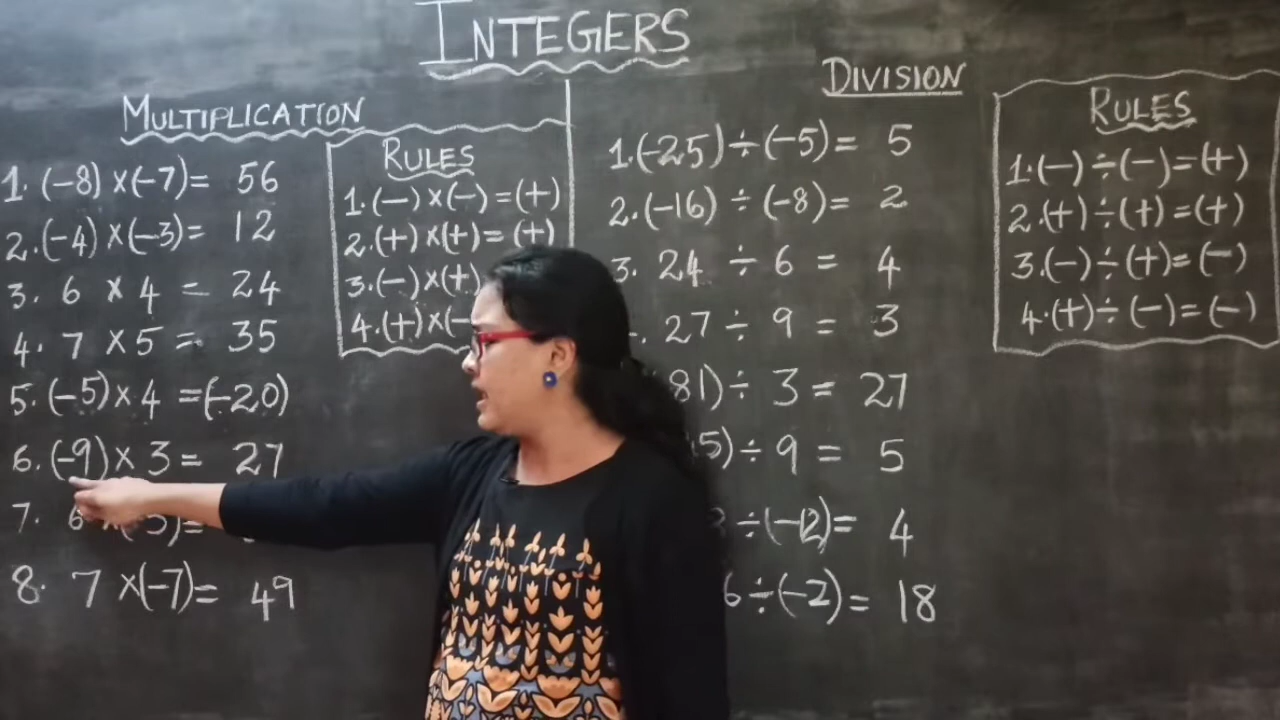 INTEGERS
MULTIPLICATION
1. (-8) ×(-7)= 56
2. (-4) ×(-3)= 12
3. 6 × 4 = 24
4. 7 ×5 = 35
5. (-5)× 4 =(-20)
6. (-9)× 3 = 27
7. 6
8. 7 ×(-7)= 49
RULES
1.(-)×(-)=(+)
2.(+)×(+)=(+)
3.(-)×(+)
4.(+)×(-
DIVISION
1.(-25)÷(-5)= 5
2.(-16) ÷ (-8)= 2
3. 24 ÷ 6 = 4
. 27 ÷ 9 = 3
81)÷ 3 = 27
5)÷ 9 = 5
÷(-12)= 4
6÷(-2)= 18
RULES
1.(-)÷(-)=(+)
2.(+)÷(+)=(+)
3.(-)÷(+)=(-)
4.(+)÷(-)=(-)